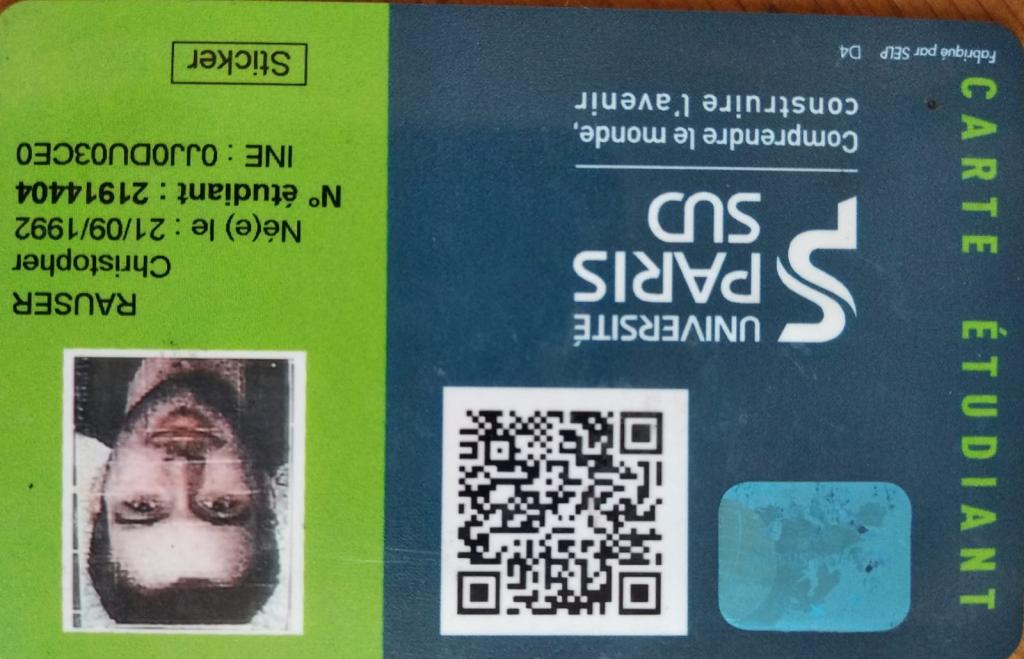 CARTE ÉTUDIANT
Fabriqué par SELP D4
UNIVERSITÉ
PARIS
SUD
Comprendre le monde,
construire l'avenir
RAUSER
Christopher
Né(e) le : 21/09/1992
N° étudiant : 21914404
INE : 0J0DU03CE0
Sticker